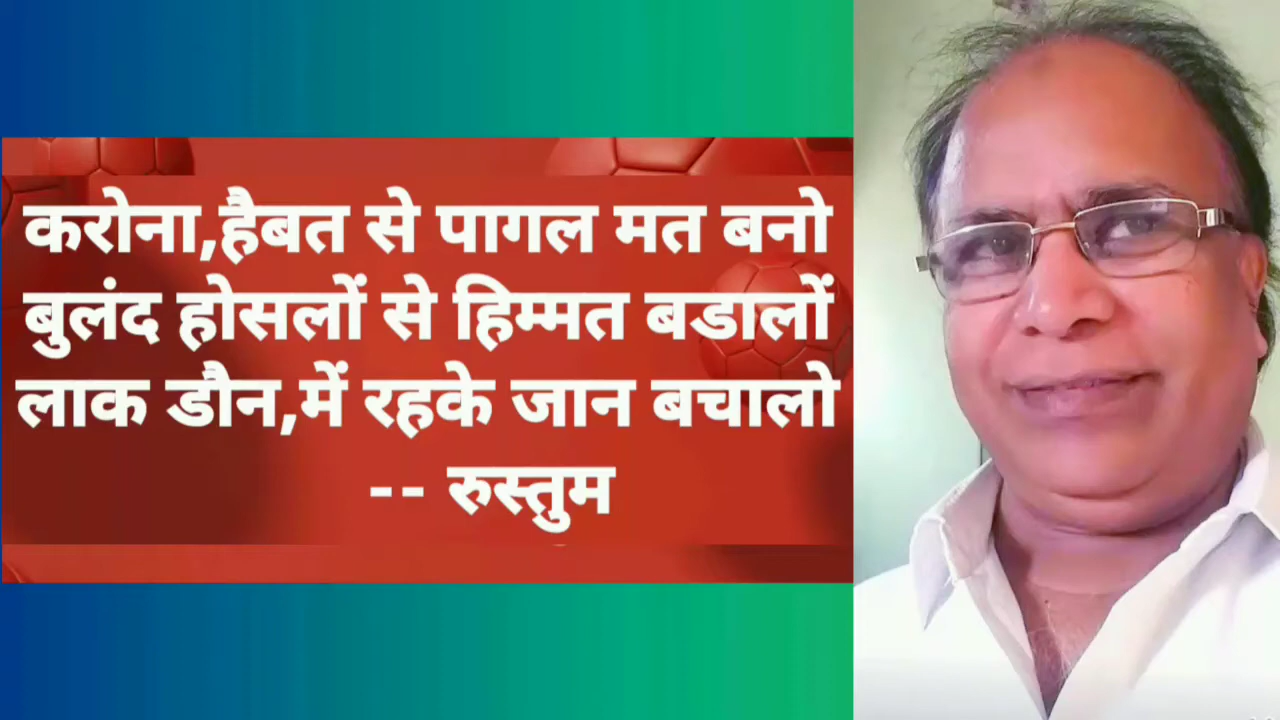 करोना,हैबत से पागल मत बनो
बुलंद होसलों से हिम्मत बडालों
लाक डौन,में रहके जान बचालो
-- रुस्तुम